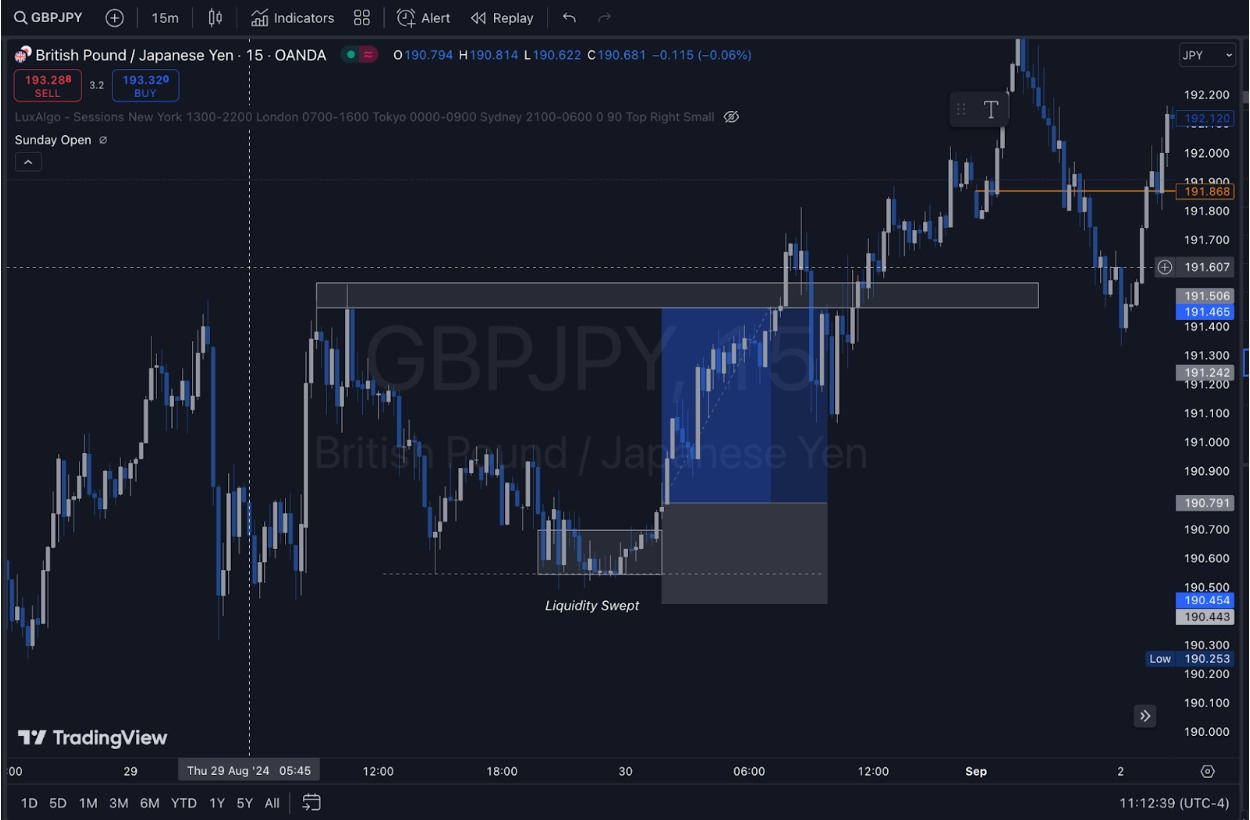 GBPJPY 15m Indicators Alert Replay
British Pound / Japanese Yen · 15 · OANDA O190.794 H190.814 L190.622 C190.681 −0.115 (−0.06%) JPY
193.288 SELL 3.2 193.320 BUY
LuxAlgo - Sessions New York 1300-2200 London 0700-1600 Tokyo 0000-0900 Sydney 2100-0600 0 90 Top Right Small
Sunday Open
T
192.200
192.120
192.000
191.900
191.868
191.800
191.700
191.607
191.506
191.465
191.400
191.300
191.242
191.200
191.100
191.000
190.900
190.791
190.700
190.600
190.500
190.454
190.443
190.300
Low 190.253
190.200
190.100
190.000
GBPJPY, 15
British Pound / Japanese Yen
Liquidity Swept
TradingView
:00 29 Thu 29 Aug '24 05:45 12:00 18:00 30 06:00 12:00 Sep 2
1D 5D 1M 3M 6M YTD 1Y 5Y All 11:12:39 (UTC-4)